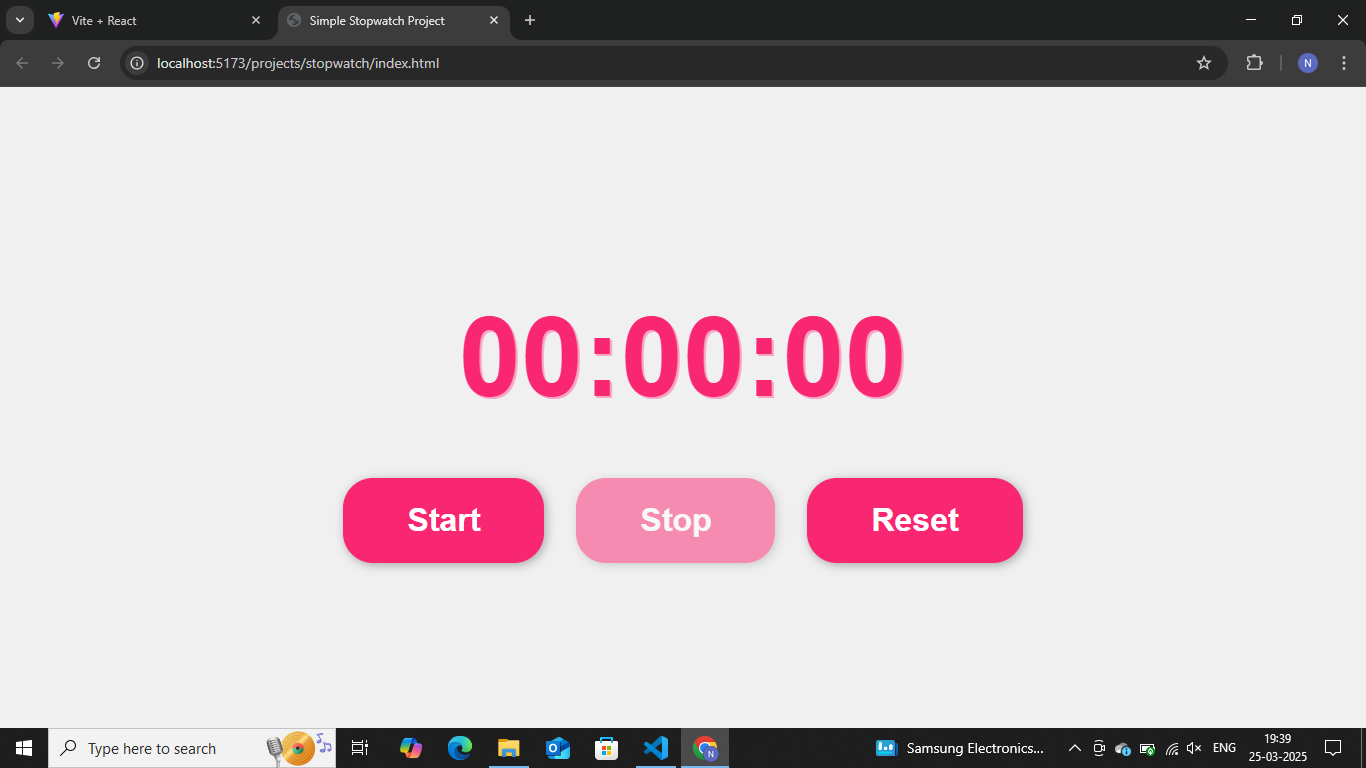 Vite + React
Simple Stopwatch Project
localhost:5173/projects/stopwatch/index.html
N
00:00:00
Start
Stop
Reset
Type here to search
N
Samsung Electronics...
ENG
19:39
25-03-2025